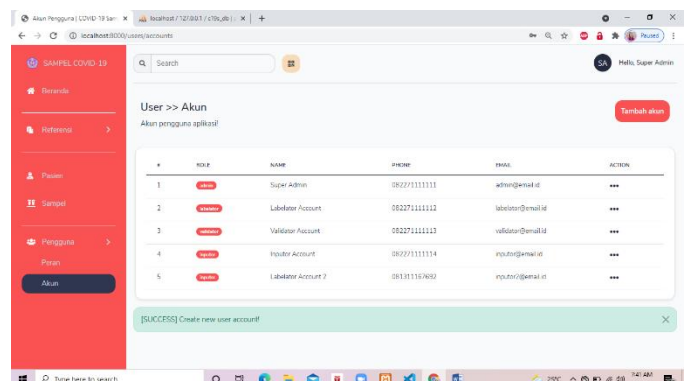 Akun Pengguna | COVID-19 Sam
localhost / 127.0.0.1 / c19s_db |
localhost:8000/users/accounts
Paused
SAMPEL COVID-19
Search
SA
Hello, Super Admin
Beranda
Referensi
Pasien
Sampel
Pengguna
Peran
Akun
User >> Akun
Akun pengguna aplikasi!
Tambah akun
# ROLE NAME PHONE EMAIL ACTION
1 admin Super Admin 082271111111 admin@email.id
2 labelator Labelator Account 082271111112 labelator@email.id
3 validator Validator Account 082271111113 validator@email.id
4 inputor Inputor Account 082271111114 inputor@email.id
5 inputor Labelator Account 2 081311167692 inputor2@email.id
[SUCCESS] Create new user account!
Type here to search
25°C
1:41 AM